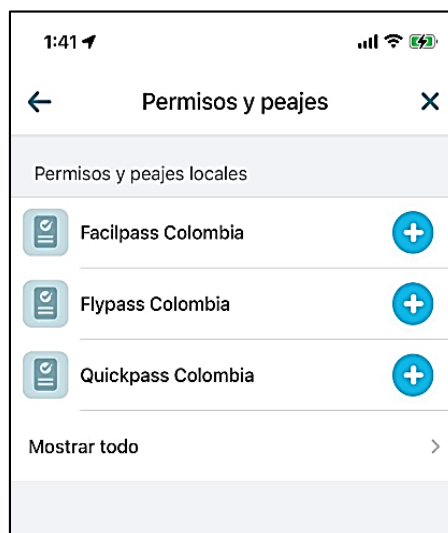 1:41
Permisos y peajes
Permisos y peajes locales
Facilpass Colombia
Flypass Colombia
Quickpass Colombia
Mostrar todo